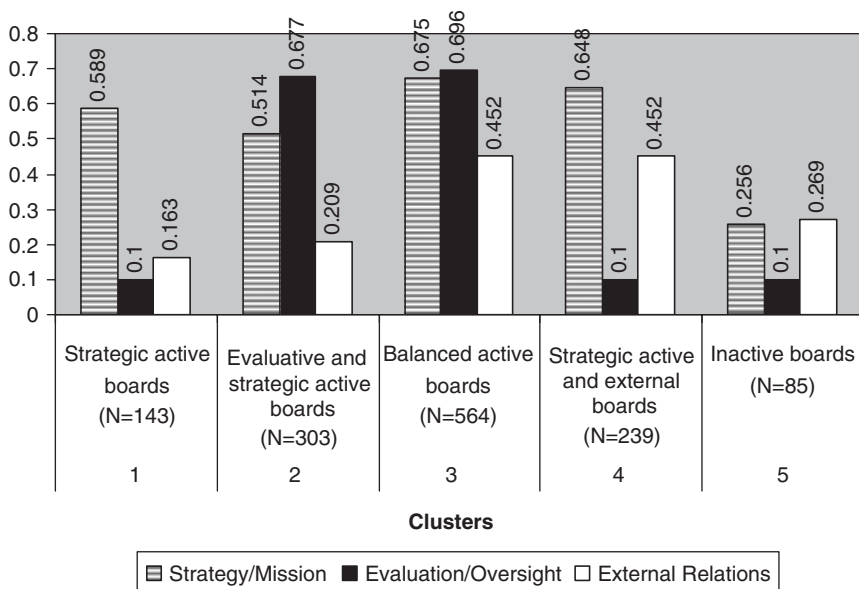 0.8
0.7
0.6
0.5
0.4
0.3
0.2
0.1
0
0.589
0.1
0.163
0.514
0.677
0.209
0.675
0.696
0.452
0.648
0.1
0.452
0.256
0.1
0.269
Strategic active
boards
(N=143)
1
Evaluative and
strategic active
boards
(N=303)
2
Balanced active
boards
(N=564)
3
Strategic active
and external
boards
(N=239)
4
Inactive boards
(N=85)
5
Clusters
Strategy/Mission Evaluation/Oversight External Relations